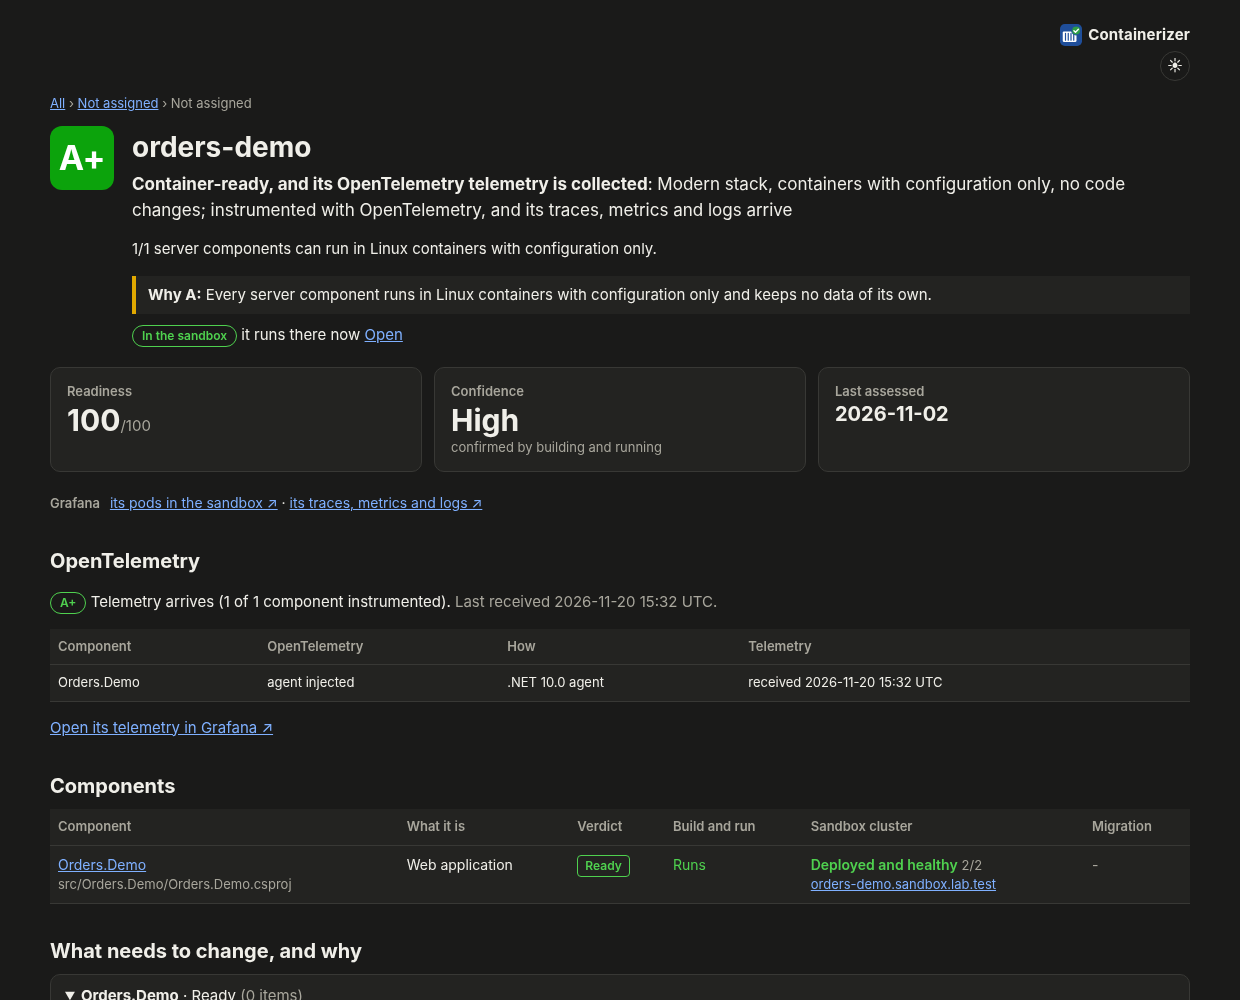 Containerizer
All › Not assigned › Not assigned
A+
orders-demo
Container-ready, and its OpenTelemetry telemetry is collected: Modern stack, containers with configuration only, no code
changes; instrumented with OpenTelemetry, and its traces, metrics and logs arrive
1/1 server components can run in Linux containers with configuration only.
Why A: Every server component runs in Linux containers with configuration only and keeps no data of its own.
In the sandbox it runs there now Open
Readiness
100/100
Confidence
High
confirmed by building and running
Last assessed
2026-11-02
Grafana its pods in the sandbox ↗ · its traces, metrics and logs ↗
OpenTelemetry
A+ Telemetry arrives (1 of 1 component instrumented). Last received 2026-11-20 15:32 UTC.
Component OpenTelemetry How Telemetry
Orders.Demo agent injected .NET 10.0 agent received 2026-11-20 15:32 UTC
Open its telemetry in Grafana ↗
Components
Component What it is Verdict Build and run Sandbox cluster Migration
Orders.Demo Web application Ready Runs Deployed and healthy 2/2 -
src/Orders.Demo/Orders.Demo.csproj orders-demo.sandbox.lab.test
What needs to change, and why
▼ Orders.Demo · Ready (0 items)